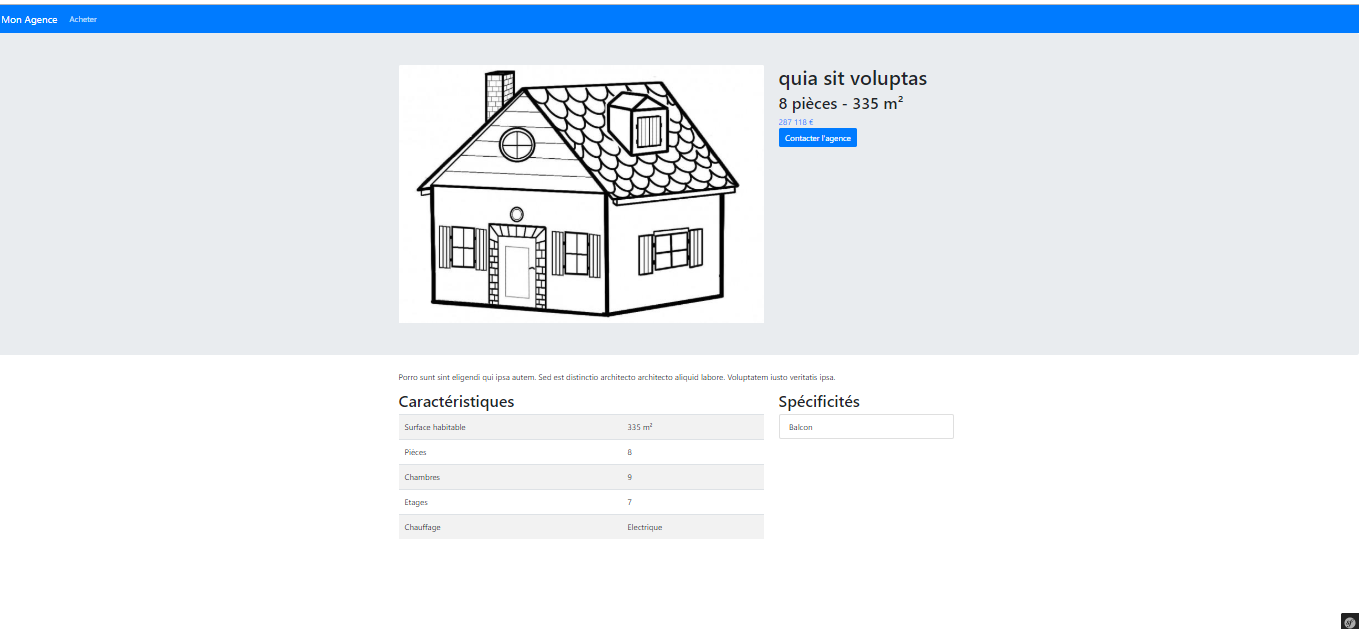 Mon Agence Acheter
quia sit voluptas
8 pièces - 335 m²
287 118 €
Contacter l'agence
Porro sunt sint eligendi qui ipsa autem. Sed est distinctio architecto architecto aliquid labore. Voluptatem iusto veritatis ipsa.
Caractéristiques
Surface habitable 335 m²
Pièces 8
Chambres 9
Etages 7
Chauffage Electrique
Spécificités
Balcon
sf